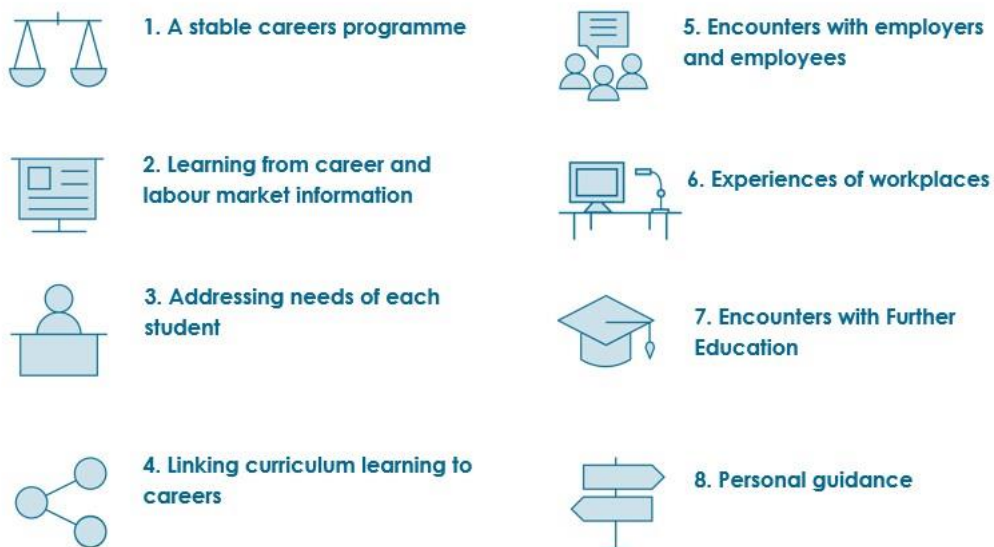 1. A stable careers programme
2. Learning from career and
labour market information
3. Addressing needs of each
student
4. Linking curriculum learning to
careers
5. Encounters with employers
and employees
6. Experiences of workplaces
7. Encounters with Further
Education
8. Personal guidance